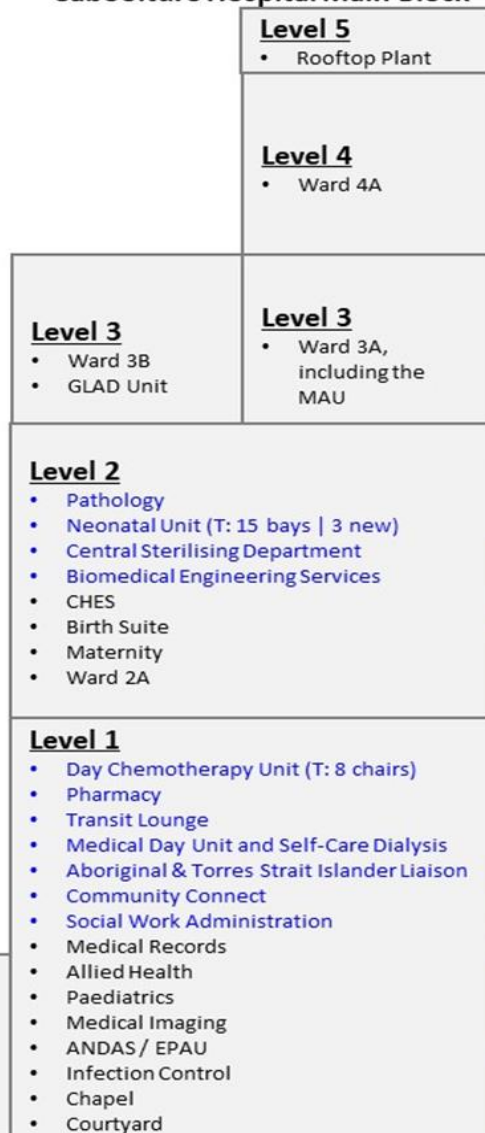 Level 5
• Rooftop Plant
Level 4
• Ward 4A
Level 3
• Ward 3B
• GLAD Unit
Level 3
• Ward 3A,
including the
MAU
Level 2
• Pathology
• Neonatal Unit (T: 15 bays | 3 new)
• Central Sterilising Department
• Biomedical Engineering Services
• CHES
• Birth Suite
• Maternity
• Ward 2A
Level 1
• Day Chemotherapy Unit (T: 8 chairs)
• Pharmacy
• Transit Lounge
• Medical Day Unit and Self-Care Dialysis
• Aboriginal & Torres Strait Islander Liaison
• Community Connect
• Social Work Administration
• Medical Records
• Allied Health
• Paediatrics
• Medical Imaging
• ANDAS / EPAU
• Infection Control
• Chapel
• Courtyard